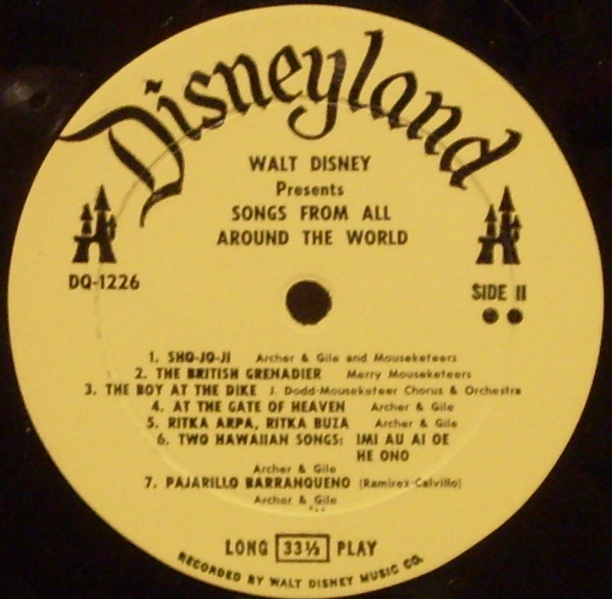 Disneyland
WALT DISNEY
Presents
SONGS FROM ALL
AROUND THE WORLD
DQ-1226
SIDE II
1. SHO-JO-JI Archer & Gile and Mouseketeers
2. THE BRITISH GRENADIER Merry Mouseketeers
3. THE BOY AT THE DIKE J. Dodd-Mouseketeer Chorus & Orchestra
4. AT THE GATE OF HEAVEN Archer & Gile
5. RITKA ARPA, RITKA BUZA Archer & Gile
6. TWO HAWAIIAN SONGS: IMI AU AI OE
HE ONO
Archer & Gile
7. PAJARILLO BARRANQUENO (Ramirez-Calvillo)
Archer & Gile
LONG 33⅓ PLAY
RECORDED BY WALT DISNEY MUSIC CO.